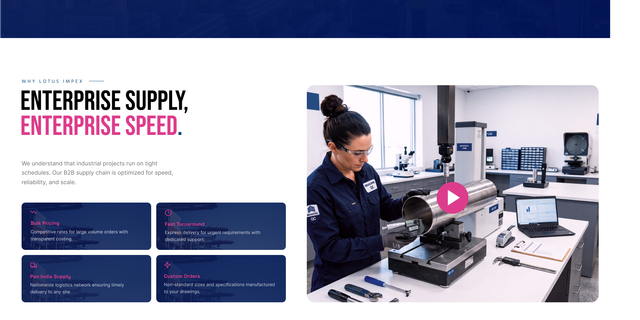 WHY LOTUS IMPEX
ENTERPRISE SUPPLY,
ENTERPRISE SPEED.
We understand that industrial projects run on tight
schedules. Our B2B supply chain is optimized for speed,
reliability, and scale.
Bulk Pricing
Competitive rates for large volume orders with
transparent costing.
Fast Turnaround
Express delivery for urgent requirements with
dedicated support.
Pan India Supply
Nationwide logistics network ensuring timely
delivery to any site.
Custom Orders
Non-standard sizes and specifications manufactured
to your drawings.
QC